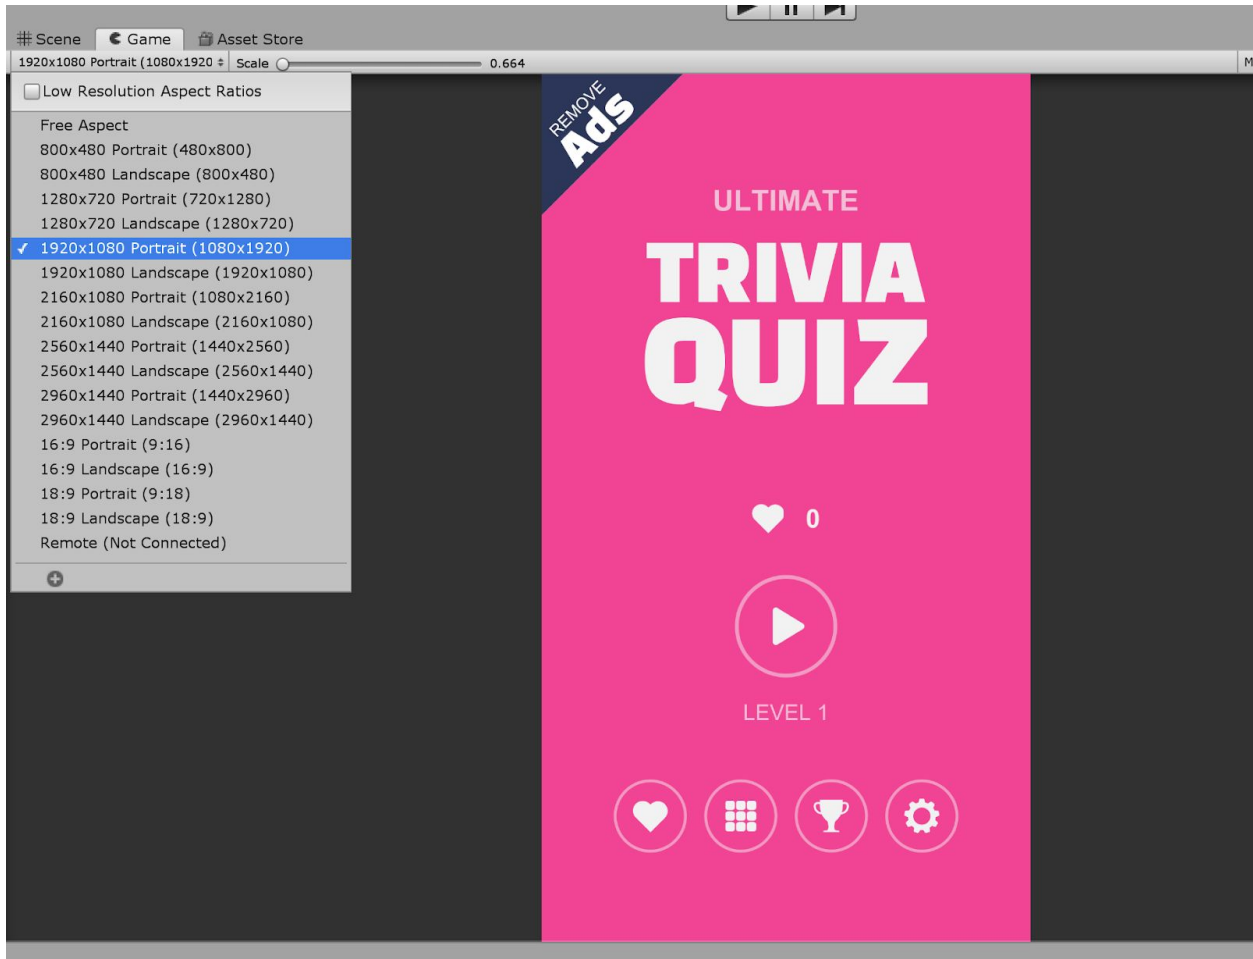 Scene
Game
Asset Store
1920x1080 Portrait (1080x1920
Scale
0.664
M
Low Resolution Aspect Ratios
Free Aspect
800x480 Portrait (480x800)
800x480 Landscape (800x480)
1280x720 Portrait (720x1280)
1280x720 Landscape (1280x720)
1920x1080 Portrait (1080x1920)
1920x1080 Landscape (1920x1080)
2160x1080 Portrait (1080x2160)
2160x1080 Landscape (2160x1080)
2560x1440 Portrait (1440x2560)
2560x1440 Landscape (2560x1440)
2960x1440 Portrait (1440x2960)
2960x1440 Landscape (2960x1440)
16:9 Portrait (9:16)
16:9 Landscape (16:9)
18:9 Portrait (9:18)
18:9 Landscape (18:9)
Remote (Not Connected)
REMOVE
Ads
ULTIMATE
TRIVIA
QUIZ
0
LEVEL 1